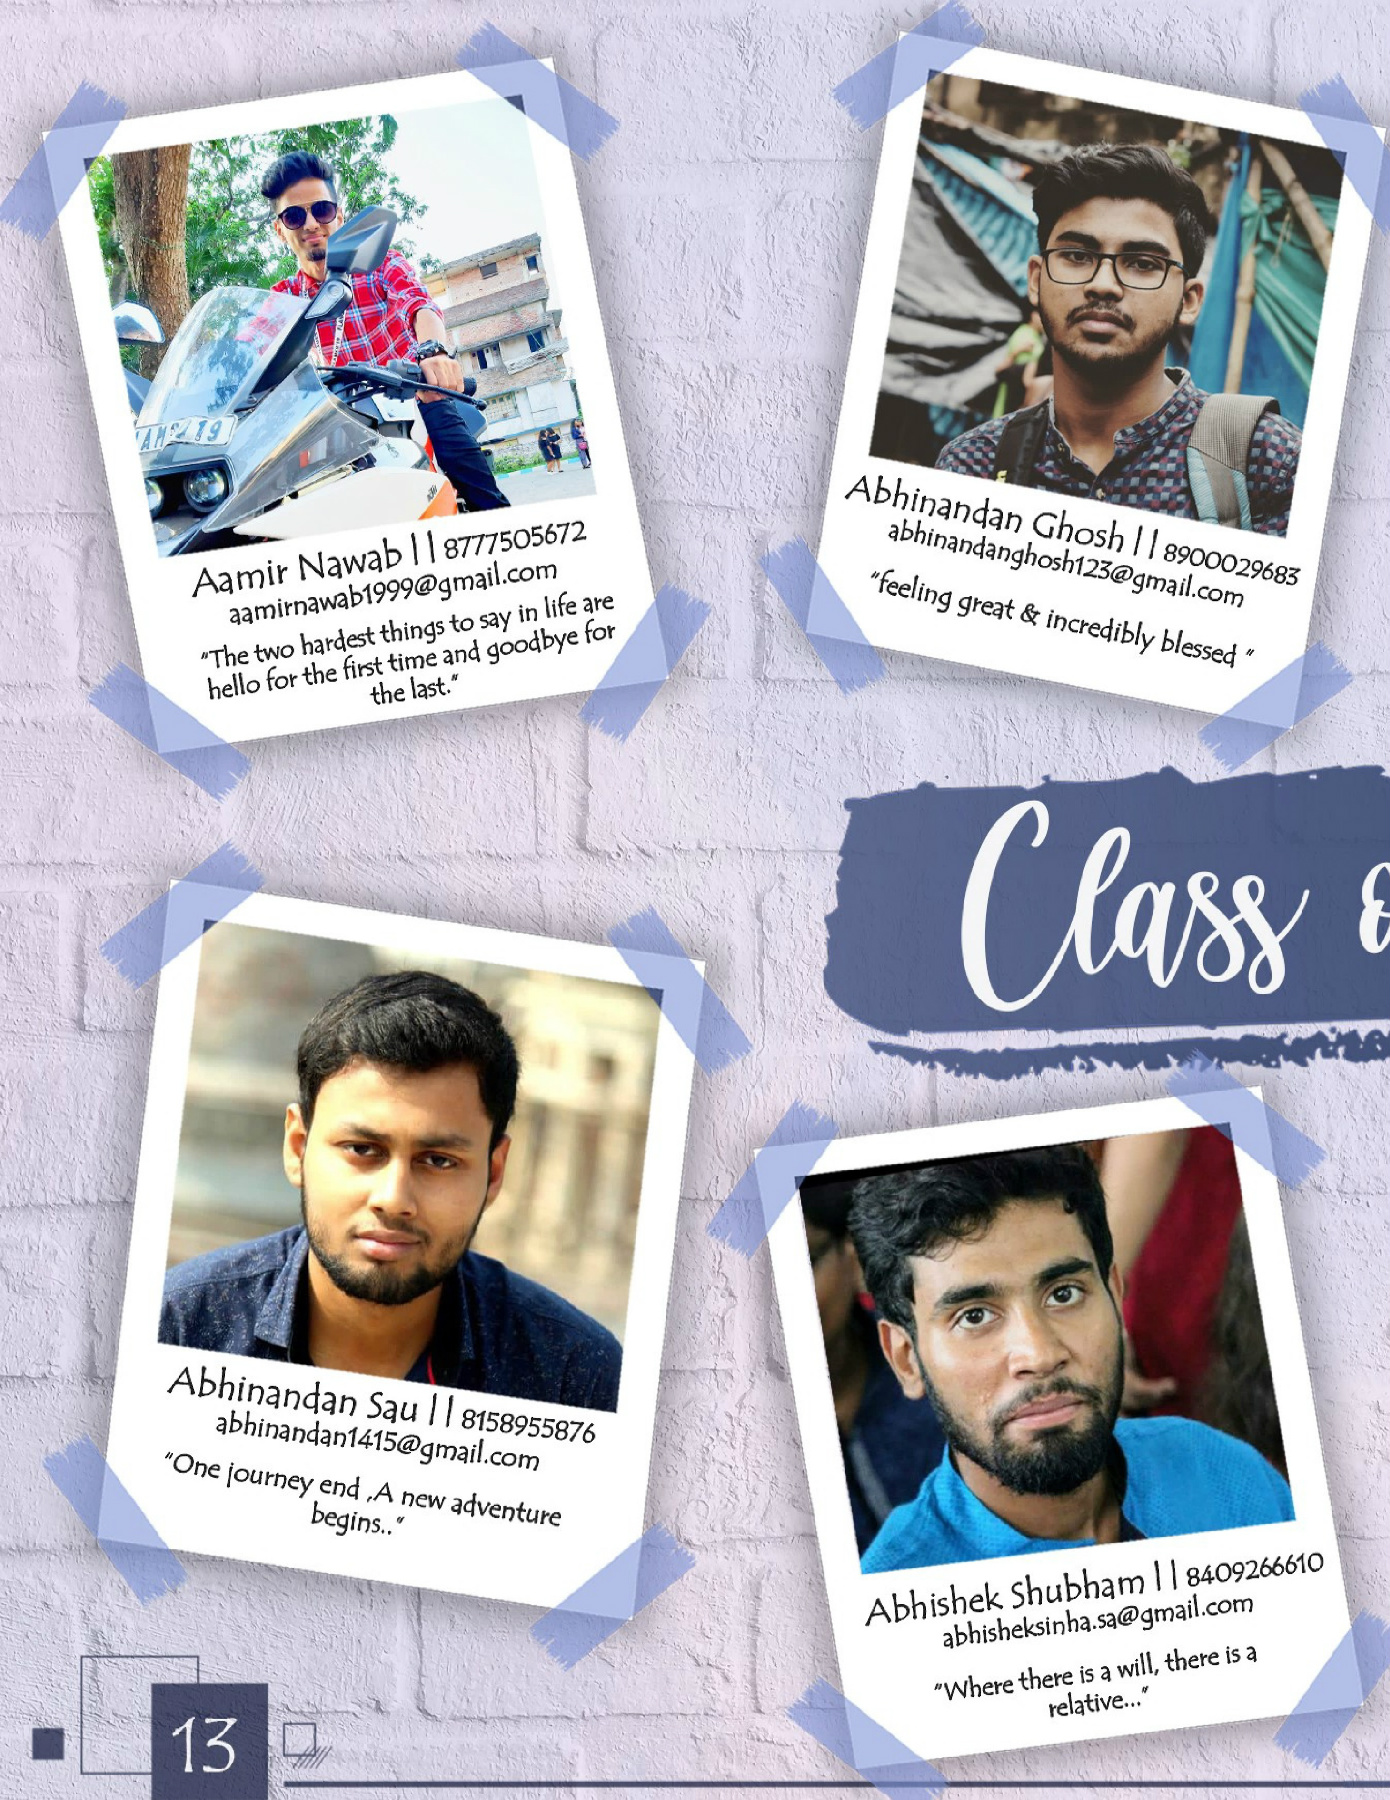 Aamir Nawab || 8777505672
aamirnawab1999@gmail.com
"The two hardest things to say in life are
hello for the first time and goodbye for
the last."
Abhinandan Ghosh || 8900029683
abhinandanghosh123@gmail.com
"feeling great & incredibly blessed "
Class
Abhinandan Sau || 8158955876
abhinandan1415@gmail.com
"One journey end ,A new adventure
begins.."
Abhishek Shubham || 8409266610
abhisheksinha.sa@gmail.com
"Where there is a will, there is a
relative..."
13